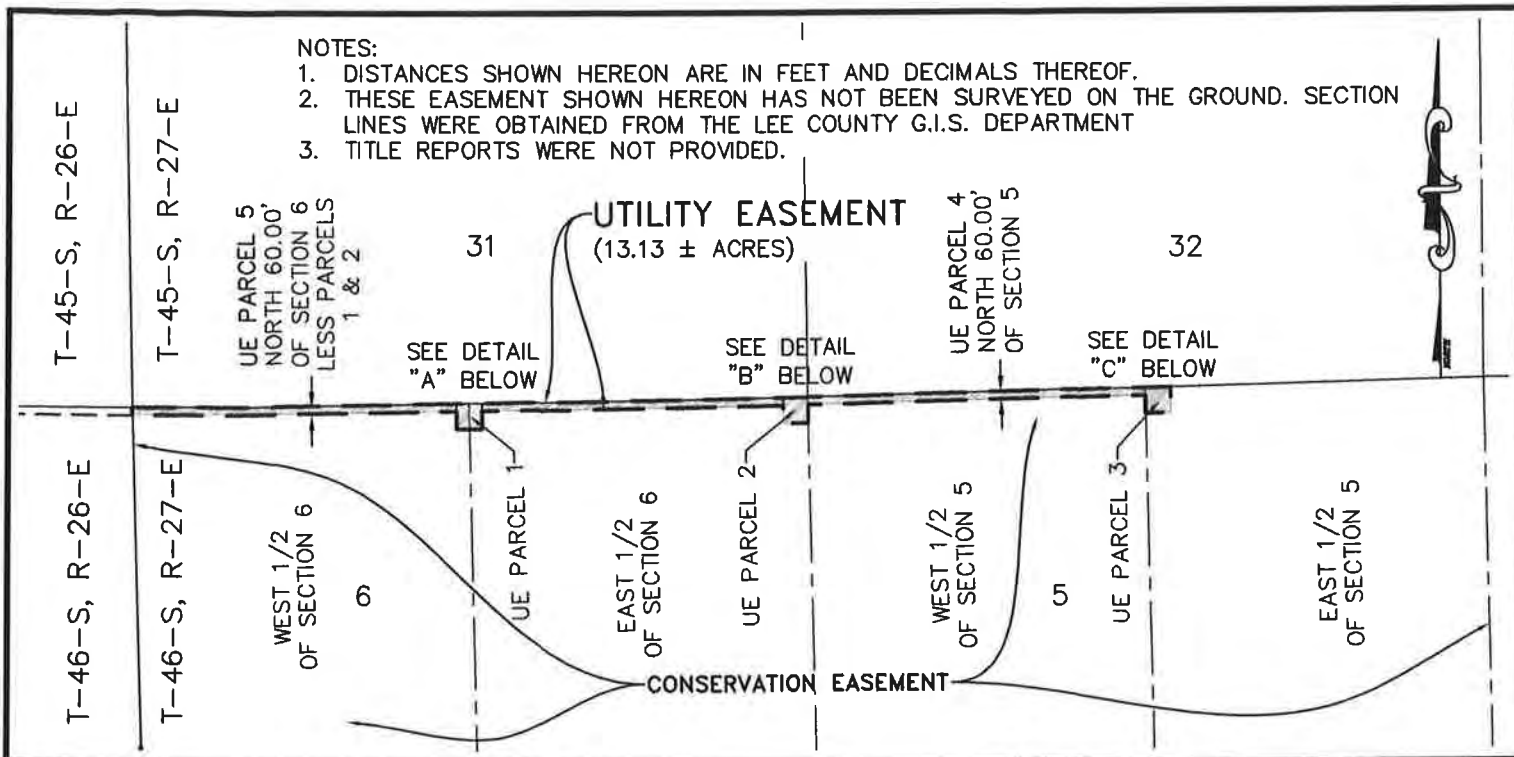 NOTES:
1. DISTANCES SHOWN HEREON ARE IN FEET AND DECIMALS THEREOF.
2. THESE EASEMENT SHOWN HEREON HAS NOT BEEN SURVEYED ON THE GROUND. SECTION
LINES WERE OBTAINED FROM THE LEE COUNTY G.I.S. DEPARTMENT
3. TITLE REPORTS WERE NOT PROVIDED.
T-45-S, R-26-E
T-45-S, R-27-E
UE PARCEL 5
NORTH 60.00'
OF SECTION 6
LESS PARCELS
1 & 2
31
UTILITY EASEMENT
(13.13 ± ACRES)
UE PARCEL 4
NORTH 60.00'
OF SECTION 5
32
SEE DETAIL
"A" BELOW
SEE DETAIL
"B" BELOW
SEE DETAIL
"C" BELOW
T-46-S, R-26-E
T-46-S, R-27-E
WEST 1/2
OF SECTION 6
6
UE PARCEL 1
EAST 1/2
OF SECTION 6
UE PARCEL 2
WEST 1/2
OF SECTION 5
5
UE PARCEL 3
EAST 1/2
OF SECTION 5
CONSERVATION EASEMENT